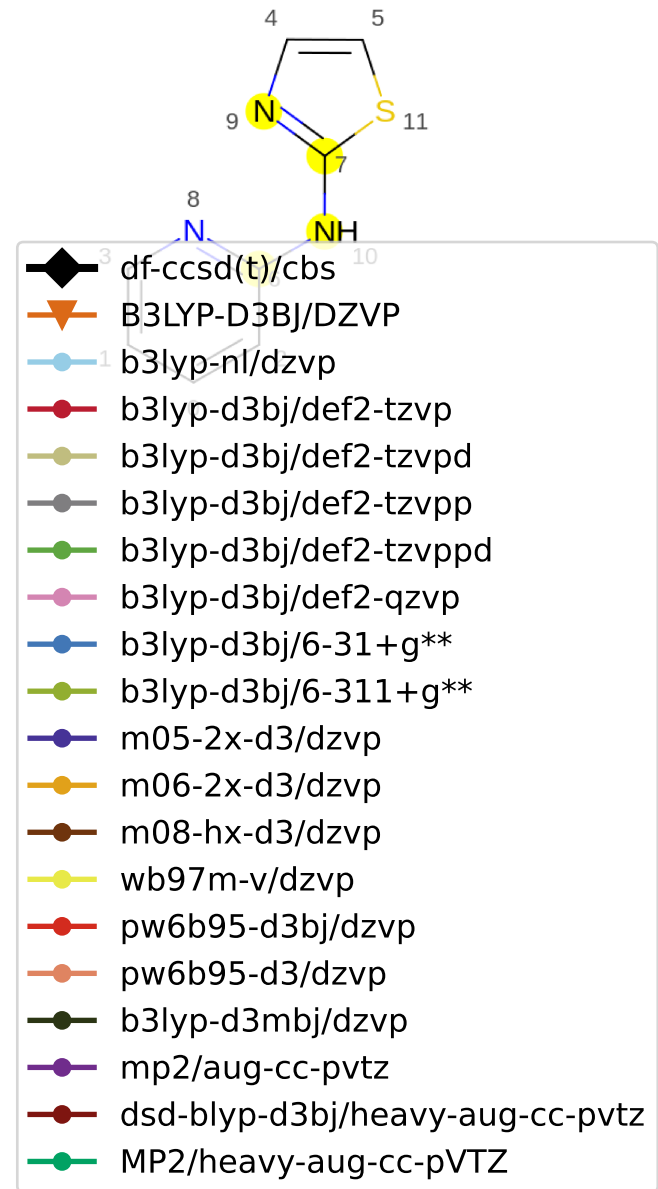 4 5
N 9 S 11
7
8
N NH
3 10
df-ccsd(t)/cbs
B3LYP-D3BJ/DZVP
1
b3lyp-nl/dzvp
b3lyp-d3bj/def2-tzvp
b3lyp-d3bj/def2-tzvpd
b3lyp-d3bj/def2-tzvpp
b3lyp-d3bj/def2-tzvppd
b3lyp-d3bj/def2-qzvp
b3lyp-d3bj/6-31+g**
b3lyp-d3bj/6-311+g**
m05-2x-d3/dzvp
m06-2x-d3/dzvp
m08-hx-d3/dzvp
wb97m-v/dzvp
pw6b95-d3bj/dzvp
pw6b95-d3/dzvp
b3lyp-d3mbj/dzvp
mp2/aug-cc-pvtz
dsd-blyp-d3bj/heavy-aug-cc-pvtz
MP2/heavy-aug-cc-pVTZ